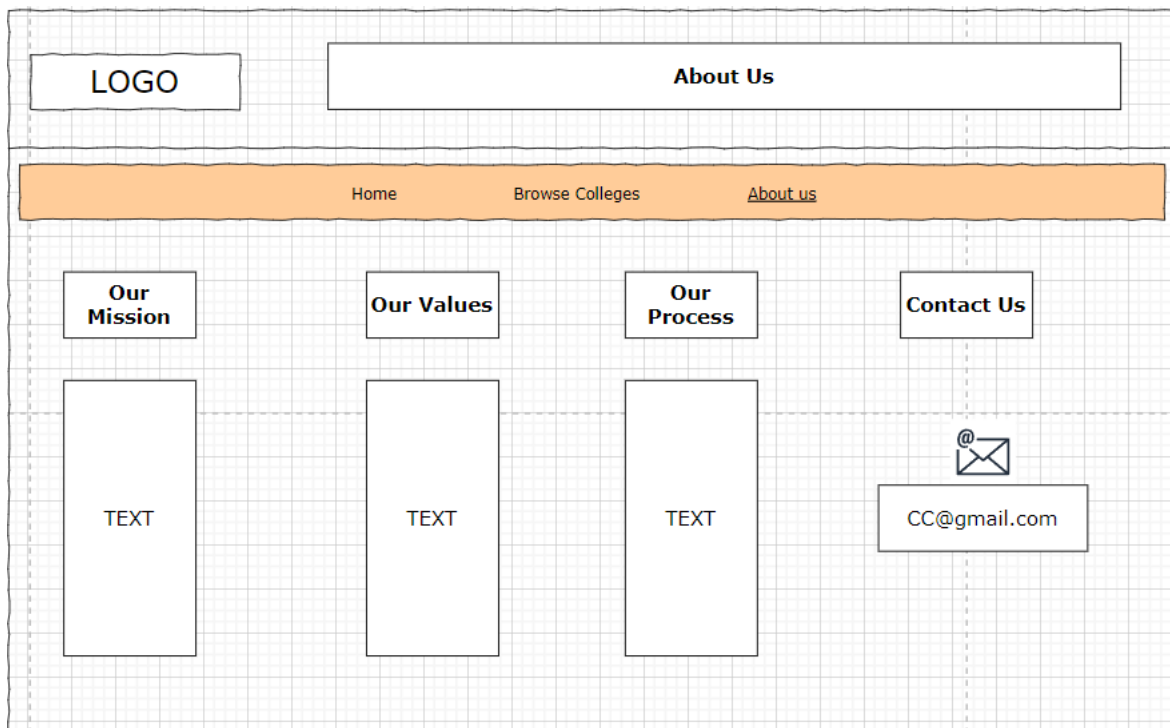 LOGO
About Us
Home
Browse Colleges
About us
Our
Mission
Our Values
Our
Process
Contact Us
TEXT
TEXT
TEXT
@
CC@gmail.com